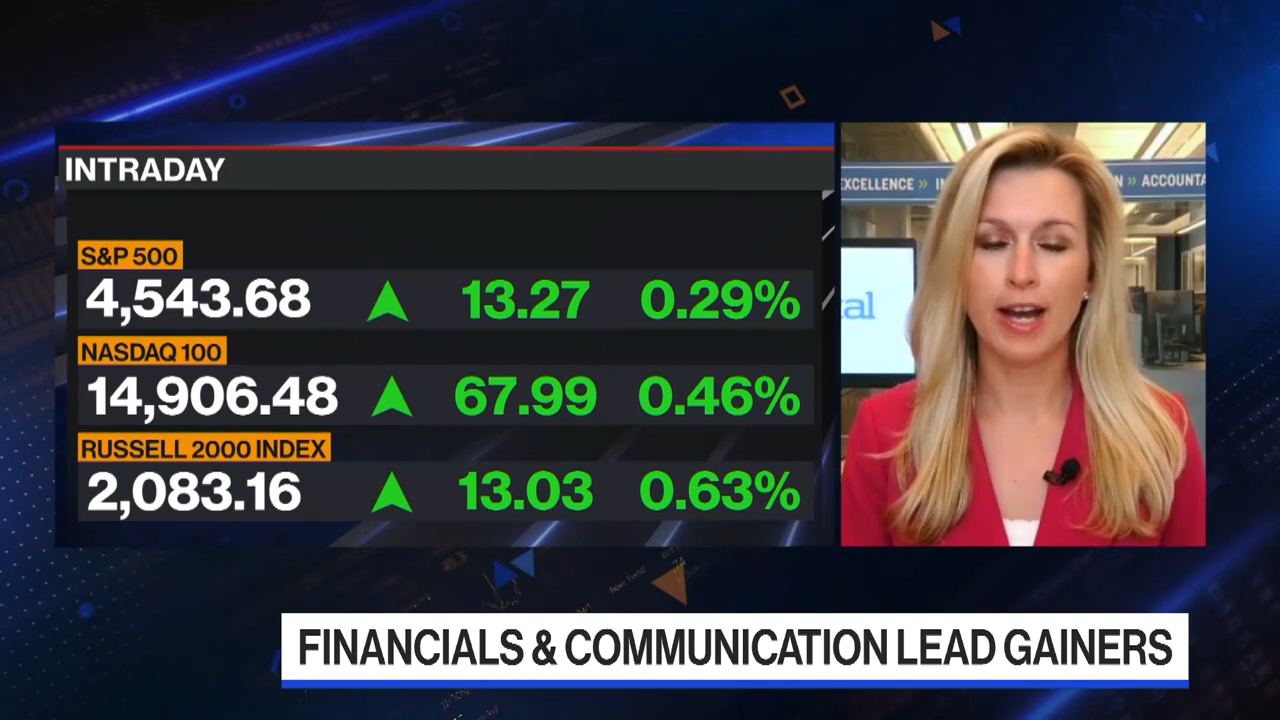 INTRADAY
S&P 500
4,543.68 ▲ 13.27 0.29%
NASDAQ 100
14,906.48 ▲ 67.99 0.46%
RUSSELL 2000 INDEX
2,083.16 ▲ 13.03 0.63%
EXCELLENCE »
» ACCOUNTA
al
FINANCIALS & COMMUNICATION LEAD GAINERS